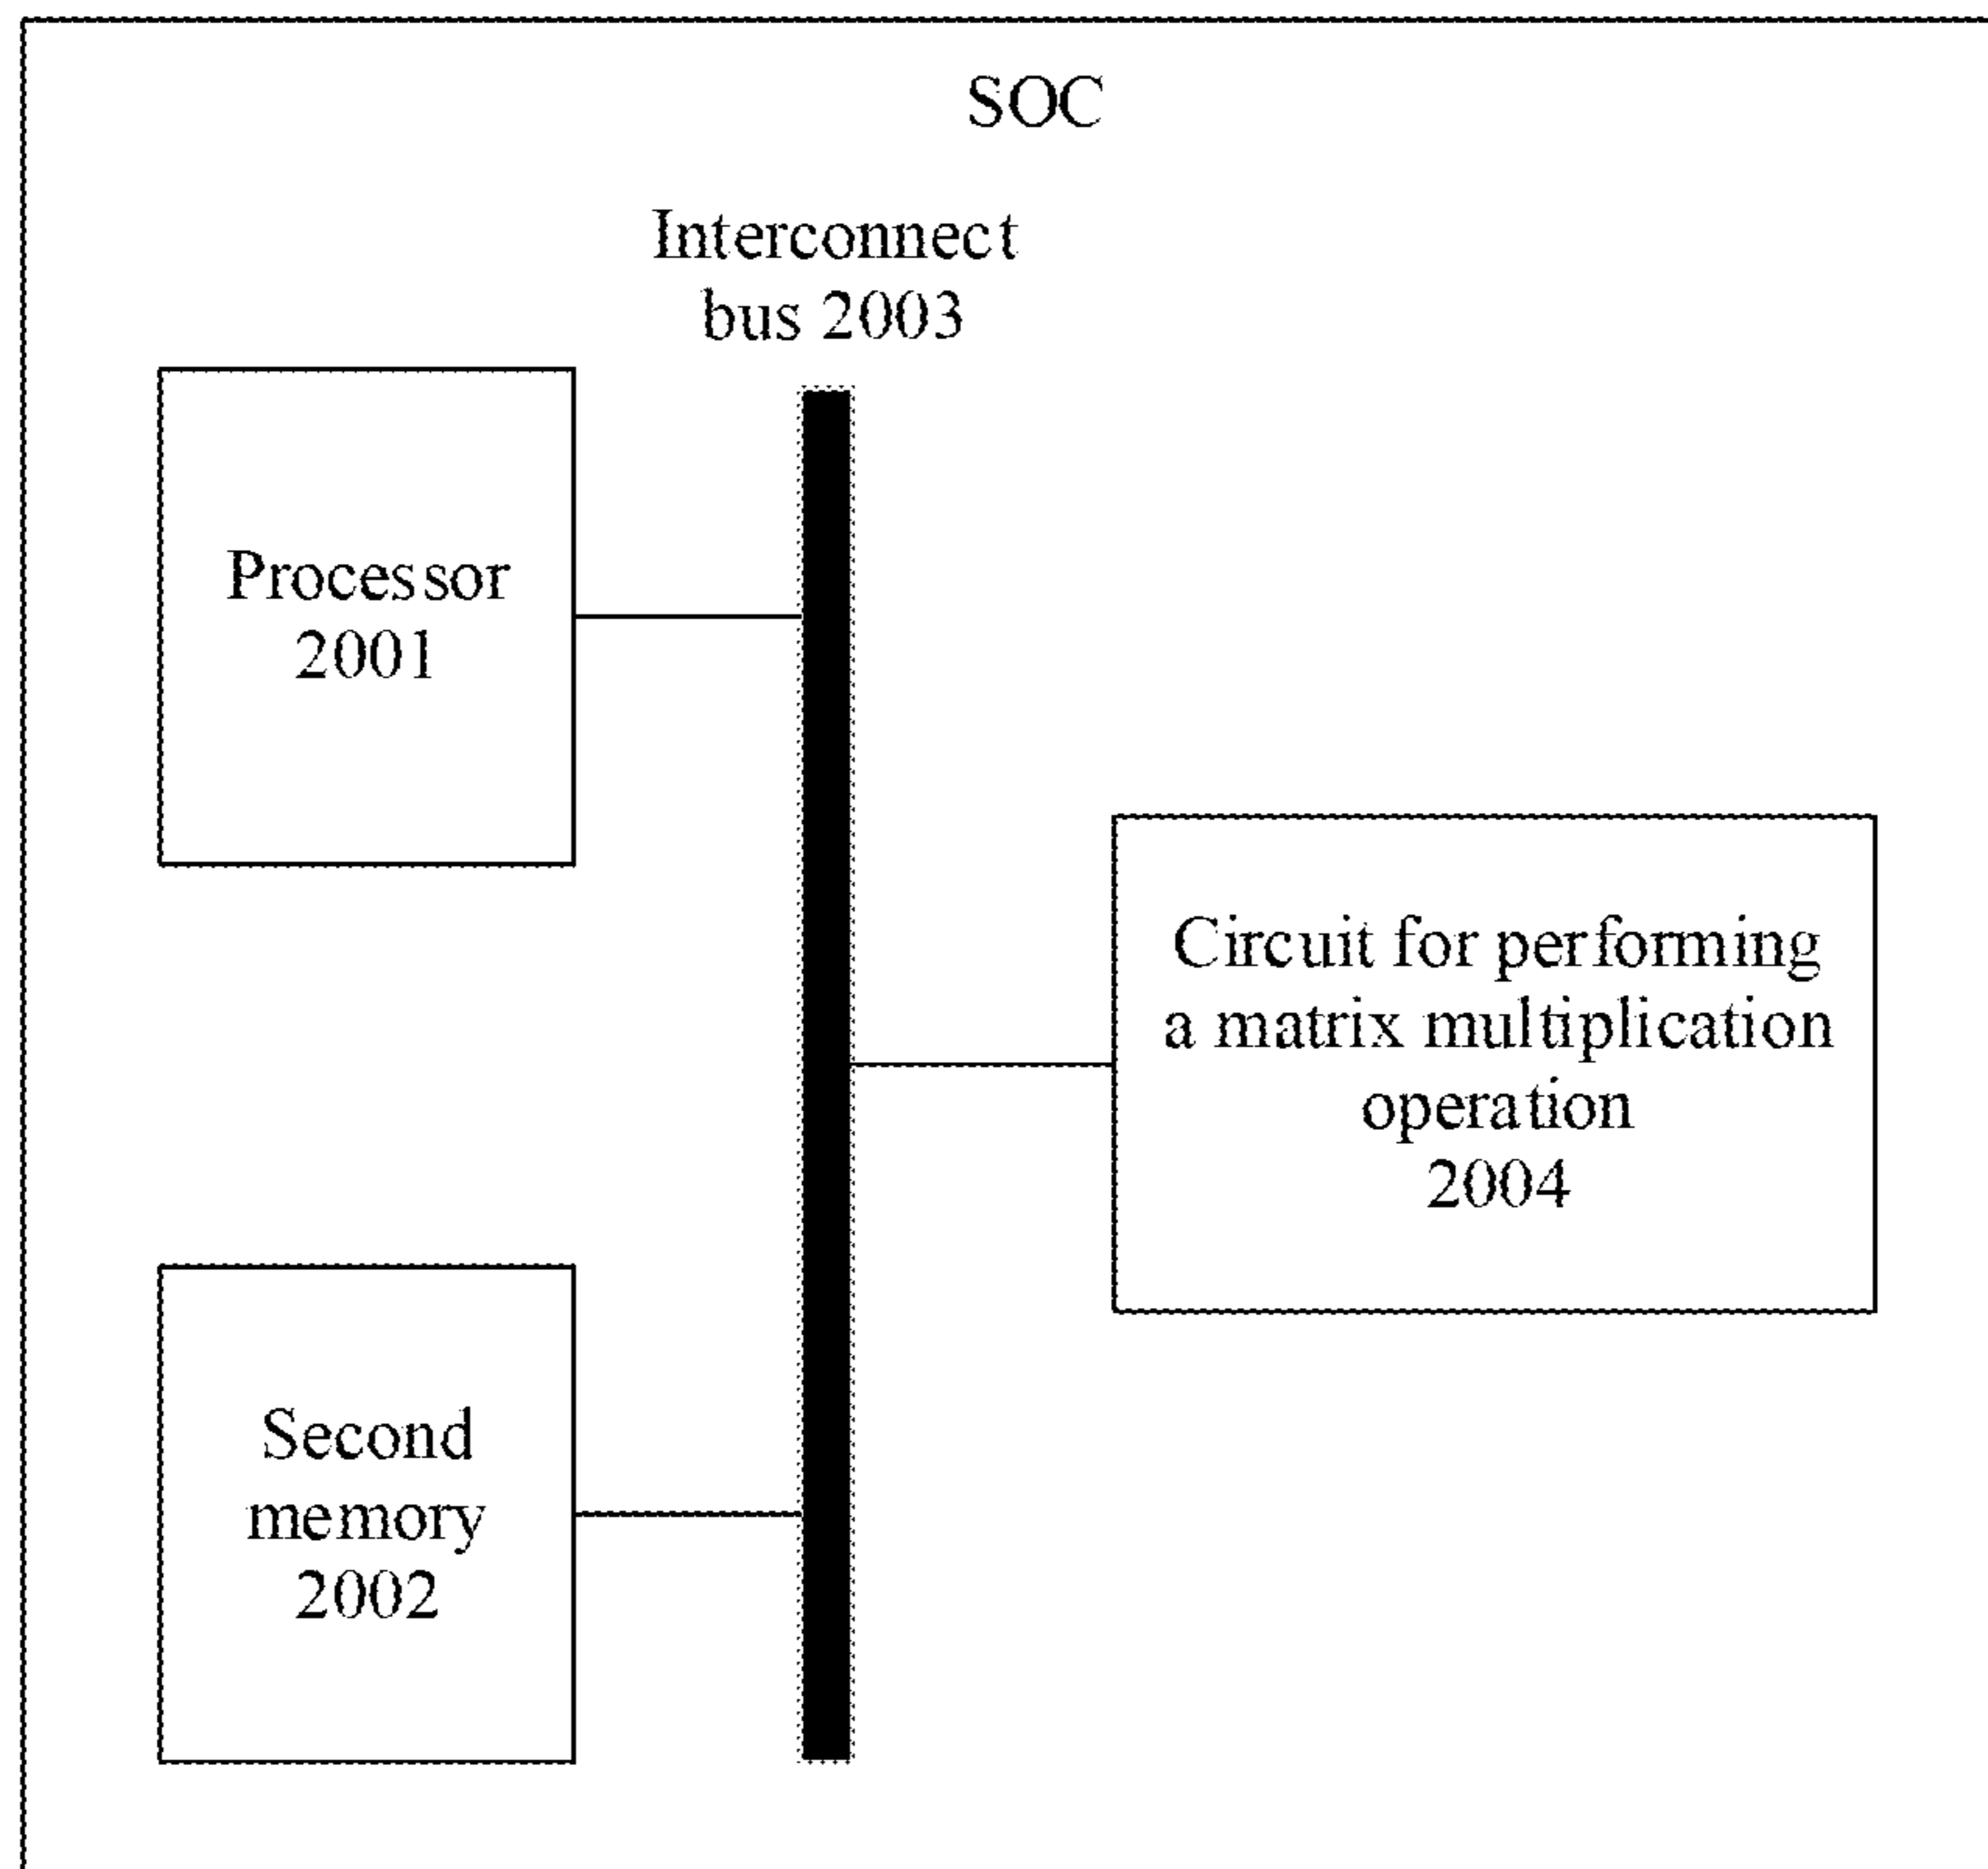 SOC
Interconnect
bus 2003
Processor
2001
Circuit for performing
a matrix multiplication
operation
2004
Second
memory
2002